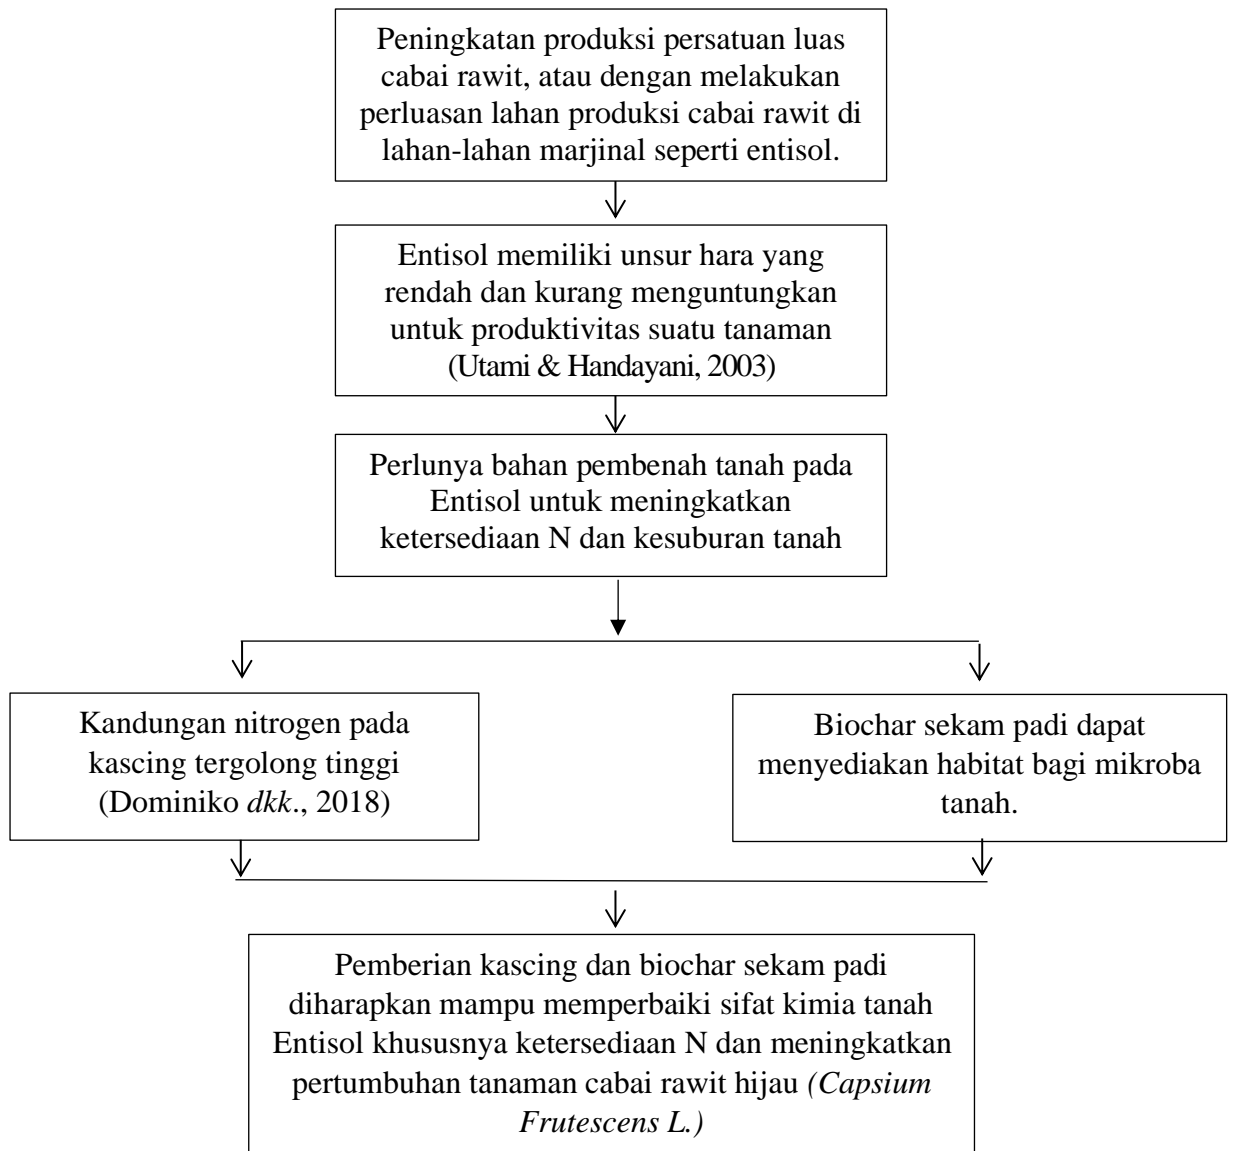 Peningkatan produksi persatuan luas
cabai rawit, atau dengan melakukan
perluasan lahan produksi cabai rawit di
lahan-lahan marjinal seperti entisol.
Entisol memiliki unsur hara yang
rendah dan kurang menguntungkan
untuk produktivitas suatu tanaman
(Utami & Handayani, 2003)
Perlunya bahan pembenah tanah pada
Entisol untuk meningkatkan
ketersediaan N dan kesuburan tanah
Kandungan nitrogen pada
kascing tergolong tinggi
(Dominiko dkk., 2018)
Biochar sekam padi dapat
menyediakan habitat bagi mikroba
tanah.
Pemberian kascing dan biochar sekam padi
diharapkan mampu memperbaiki sifat kimia tanah
Entisol khususnya ketersediaan N dan meningkatkan
pertumbuhan tanaman cabai rawit hijau (Capsium
Frutescens L.)